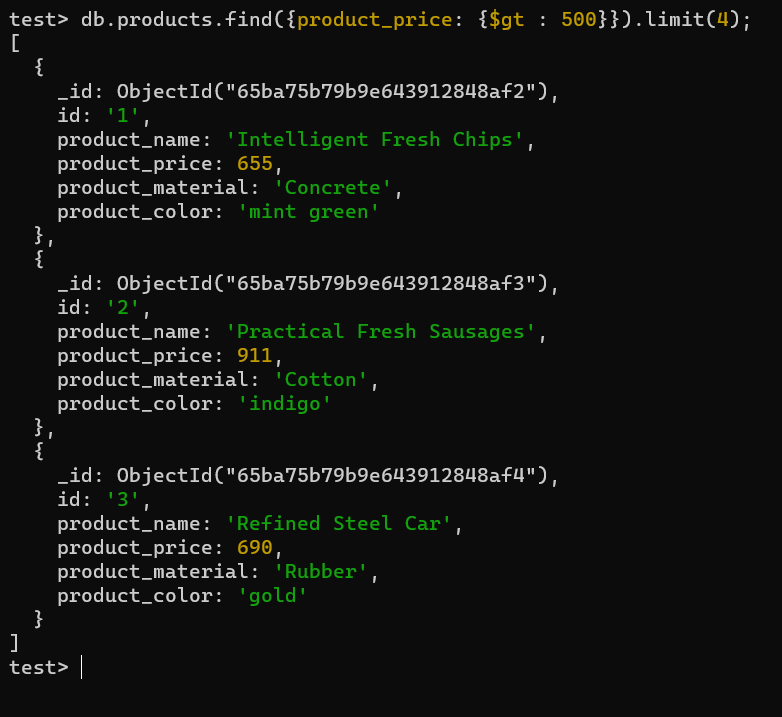 test> db.products.find({product_price: {$gt : 500}}).limit(4);
[
  {
    _id: ObjectId("65ba75b79b9e643912848af2"),
    id: '1',
    product_name: 'Intelligent Fresh Chips',
    product_price: 655,
    product_material: 'Concrete',
    product_color: 'mint green'
  },
  {
    _id: ObjectId("65ba75b79b9e643912848af3"),
    id: '2',
    product_name: 'Practical Fresh Sausages',
    product_price: 911,
    product_material: 'Cotton',
    product_color: 'indigo'
  },
  {
    _id: ObjectId("65ba75b79b9e643912848af4"),
    id: '3',
    product_name: 'Refined Steel Car',
    product_price: 690,
    product_material: 'Rubber',
    product_color: 'gold'
  }
]
test>